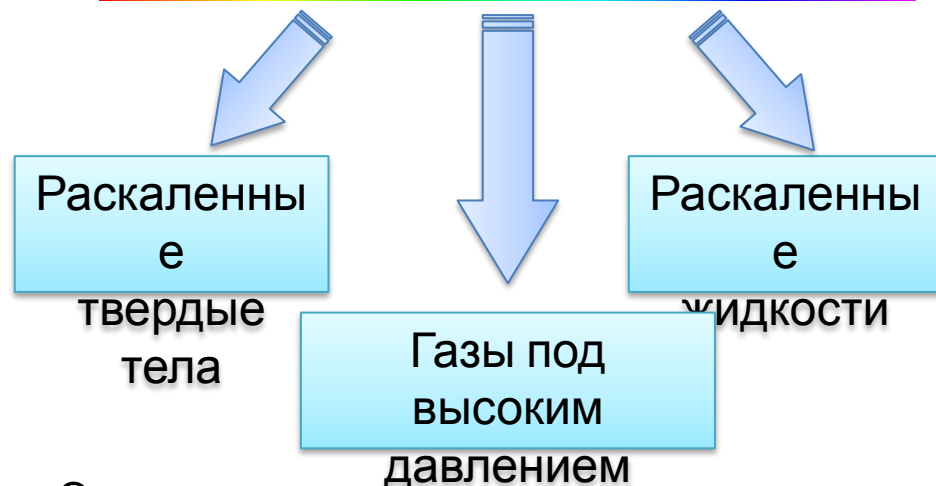 Раскаленны
е
твердые
тела
Газы под
высоким
давлением
Раскаленны
е
жидкости